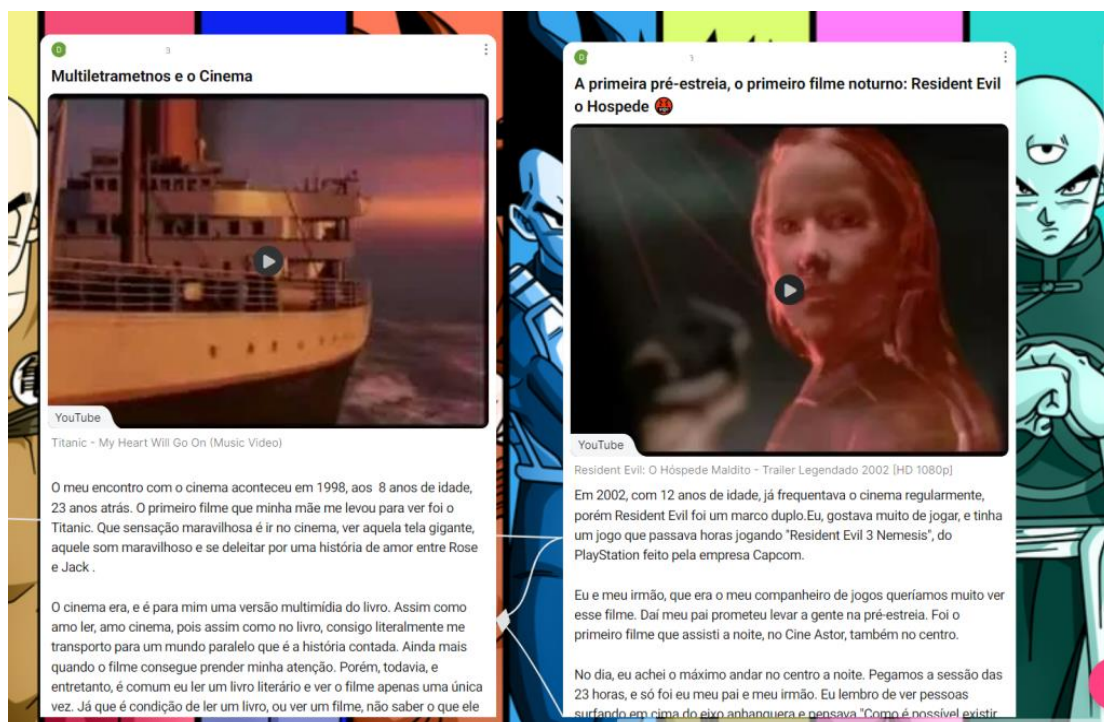 D
Multiletrametnos e o Cinema
YouTube
Titanic - My Heart Will Go On (Music Video)
O meu encontro com o cinema aconteceu em 1998, aos 8 anos de idade,
23 anos atrás. O primeiro filme que minha mãe me levou para ver foi o
Titanic. Que sensação maravilhosa é ir no cinema, ver aquela tela gigante,
aquele som maravilhoso e se deleitar por uma história de amor entre Rose
e Jack .
O cinema era, e é para mim uma versão multimídia do livro. Assim como
amo ler, amo cinema, pois assim como no livro, consigo literalmente me
transporto para um mundo paralelo que é a história contada. Ainda mais
quando o filme consegue prender minha atenção. Porém, todavia, e
entretanto, é comum eu ler um livro literário e ver o filme apenas uma única
vez. Já que é condição de ler um livro, ou ver um filme, não saber o que ele
D
A primeira pré-estreia, o primeiro filme noturno: Resident Evil
o Hospede
YouTube
Resident Evil: O Hóspede Maldito - Trailer Legendado 2002 [HD 1080p]
Em 2002, com 12 anos de idade, já frequentava o cinema regularmente,
porém Resident Evil foi um marco duplo.Eu, gostava muito de jogar, e tinha
um jogo que passava horas jogando "Resident Evil 3 Nemesis", do
PlayStation feito pela empresa Capcom.
Eu e meu irmão, que era o meu companheiro de jogos queríamos muito ver
esse filme. Daí meu pai prometeu levar a gente na pré-estreia. Foi o
primeiro filme que assisti a noite, no Cine Astor, também no centro.
No dia, eu achei o máximo andar no centro a noite. Pegamos a sessão das
23 horas, e só foi eu meu pai e meu irmão. Eu lembro de ver pessoas
surfando em cima do eixo anhanguera e pensava "Como é possível existir